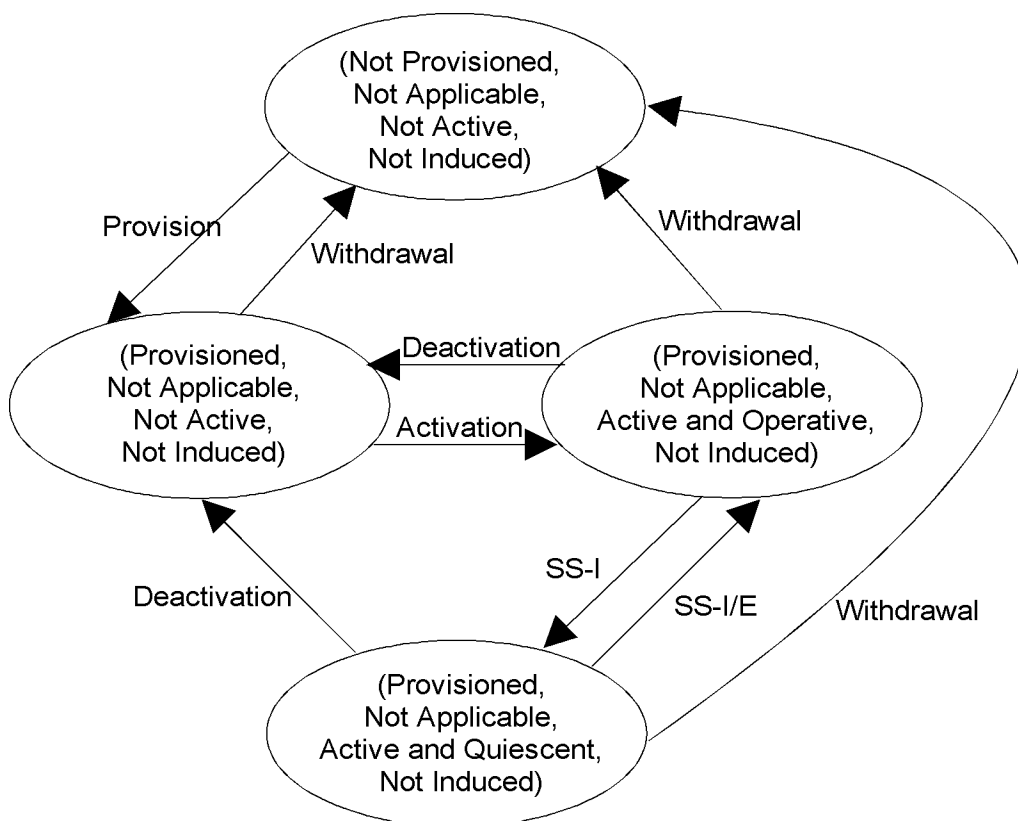 (Not Provisioned,
Not Applicable,
Not Active,
Not Induced)
Provision
Withdrawal
Withdrawal
(Provisioned,
Not Applicable,
Not Active,
Not Induced)
Deactivation
Activation
(Provisioned,
Not Applicable,
Active and Operative,
Not Induced)
Deactivation
SS-I
SS-I/E
Withdrawal
(Provisioned,
Not Applicable,
Active and Quiescent,
Not Induced)